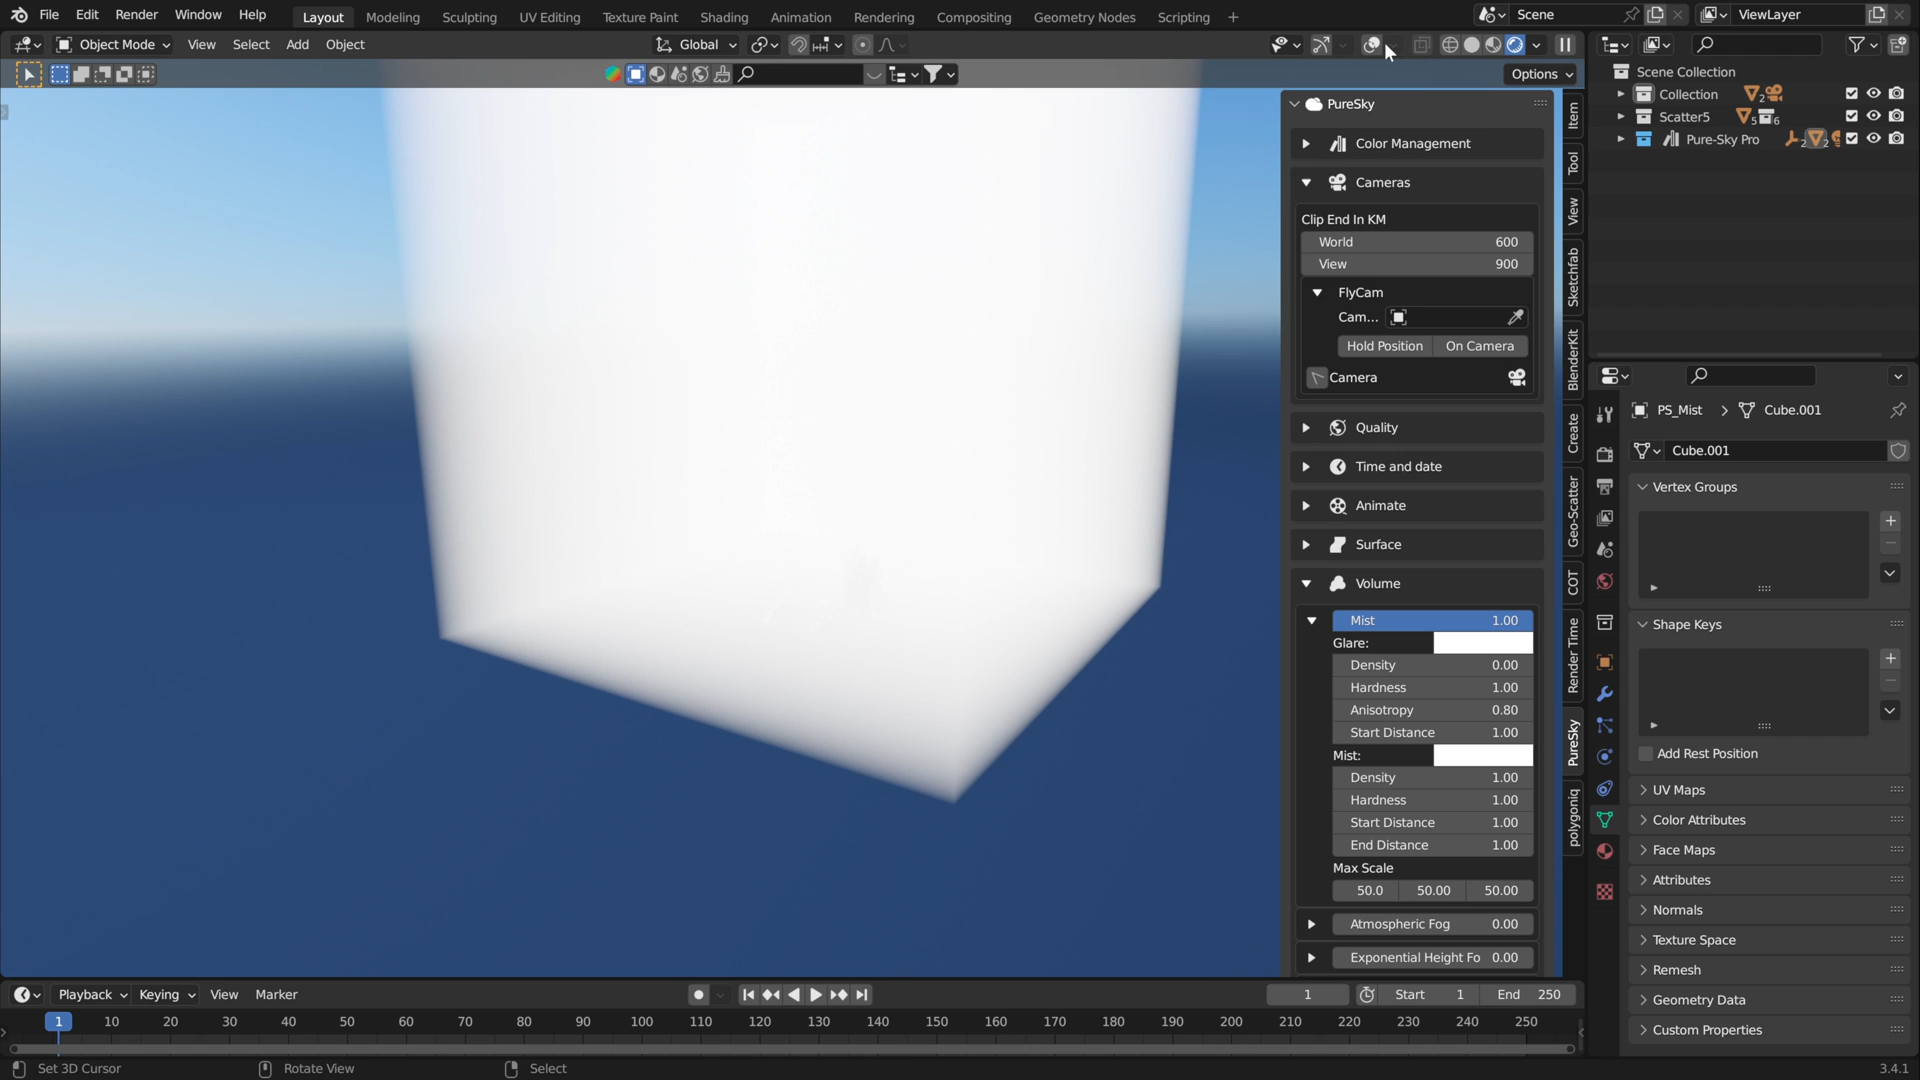 File Edit Render Window Help Layout Modeling Sculpting UV Editing Texture Paint Shading Animation Rendering Compositing Geometry Nodes Scripting + Scene ViewLayer
Object Mode View Select Add Object Global
Options
Scene Collection
Collection 2
Scatter5 5 6
Pure-Sky Pro 2 2
PureSky
Color Management
Cameras
Clip End In KM
World 600
View 900
FlyCam
Cam...
Hold Position On Camera
Camera
Quality
Time and date
Animate
Surface
Volume
Mist 1.00
Glare:
Density 0.00
Hardness 1.00
Anisotropy 0.80
Start Distance 1.00
Mist:
Density 1.00
Hardness 1.00
Start Distance 1.00
End Distance 1.00
Max Scale
50.0 50.00 50.00
Atmospheric Fog 0.00
Exponential Height Fo 0.00
Item
Tool
View
Sketchfab
BlenderKit
Create
Geo-Scatter
COT
Render Time
PureSky
polygoniq
PS_Mist Cube.001
Cube.001
Vertex Groups
Shape Keys
Add Rest Position
UV Maps
Color Attributes
Face Maps
Attributes
Normals
Texture Space
Remesh
Geometry Data
Custom Properties
Playback Keying View Marker 1 Start 1 End 250
1 10 20 30 40 50 60 70 80 90 100 110 120 130 140 150 160 170 180 190 200 210 220 230 240 250
Set 3D Cursor Rotate View Select 3.4.1